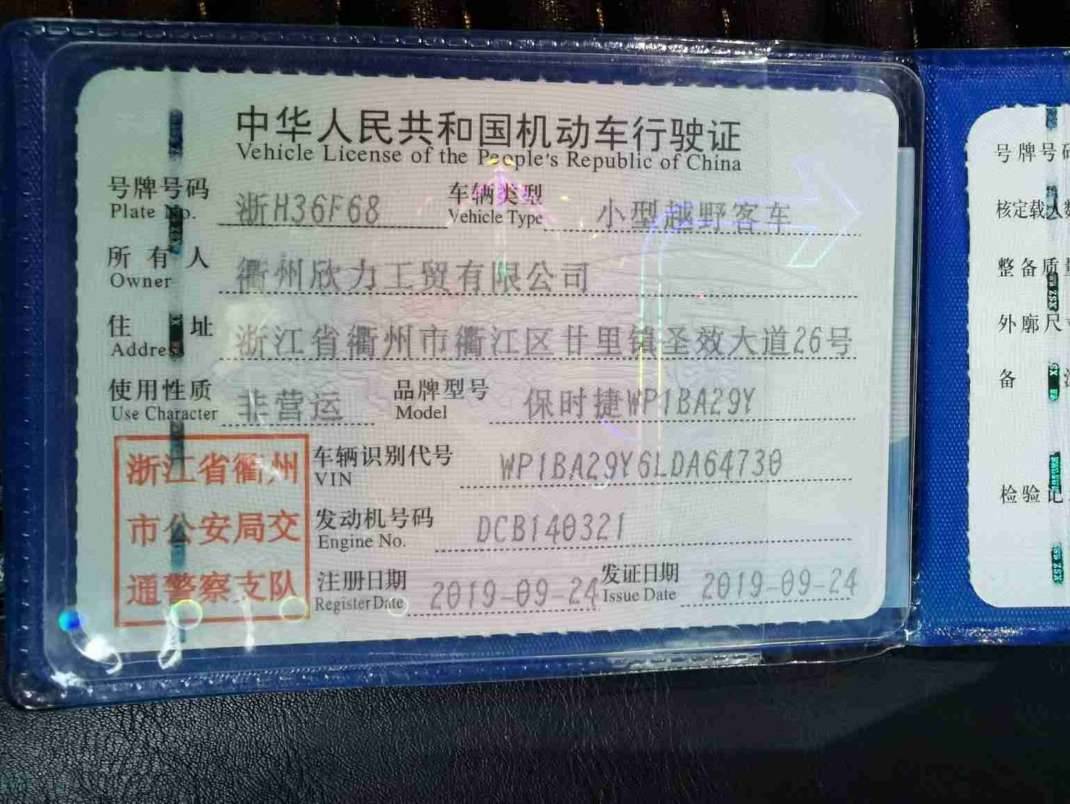 中华人民共和国机动车行驶证
Vehicle License of the People's Republic of China
号牌号码 浙H36F68 车辆类型 小型越野客车
Plate No. Vehicle Type
所有人 衢州欣力工贸有限公司
Owner
住址 浙江省衢州市衢江区廿里镇圣效大道26号
Address
使用性质 非营运 品牌型号 保时捷WP1BA29Y
Use Character Model
浙江省衢州
市公安局交
通警察支队
车辆识别代号 WP1BA29Y6LDA64730
VIN
发动机号码 DCB140321
Engine No.
注册日期 2019-09-24 发证日期 2019-09-24
Register Date Issue Date
号牌号码
核定载人数
整备质量
外廓尺寸
备
检验记